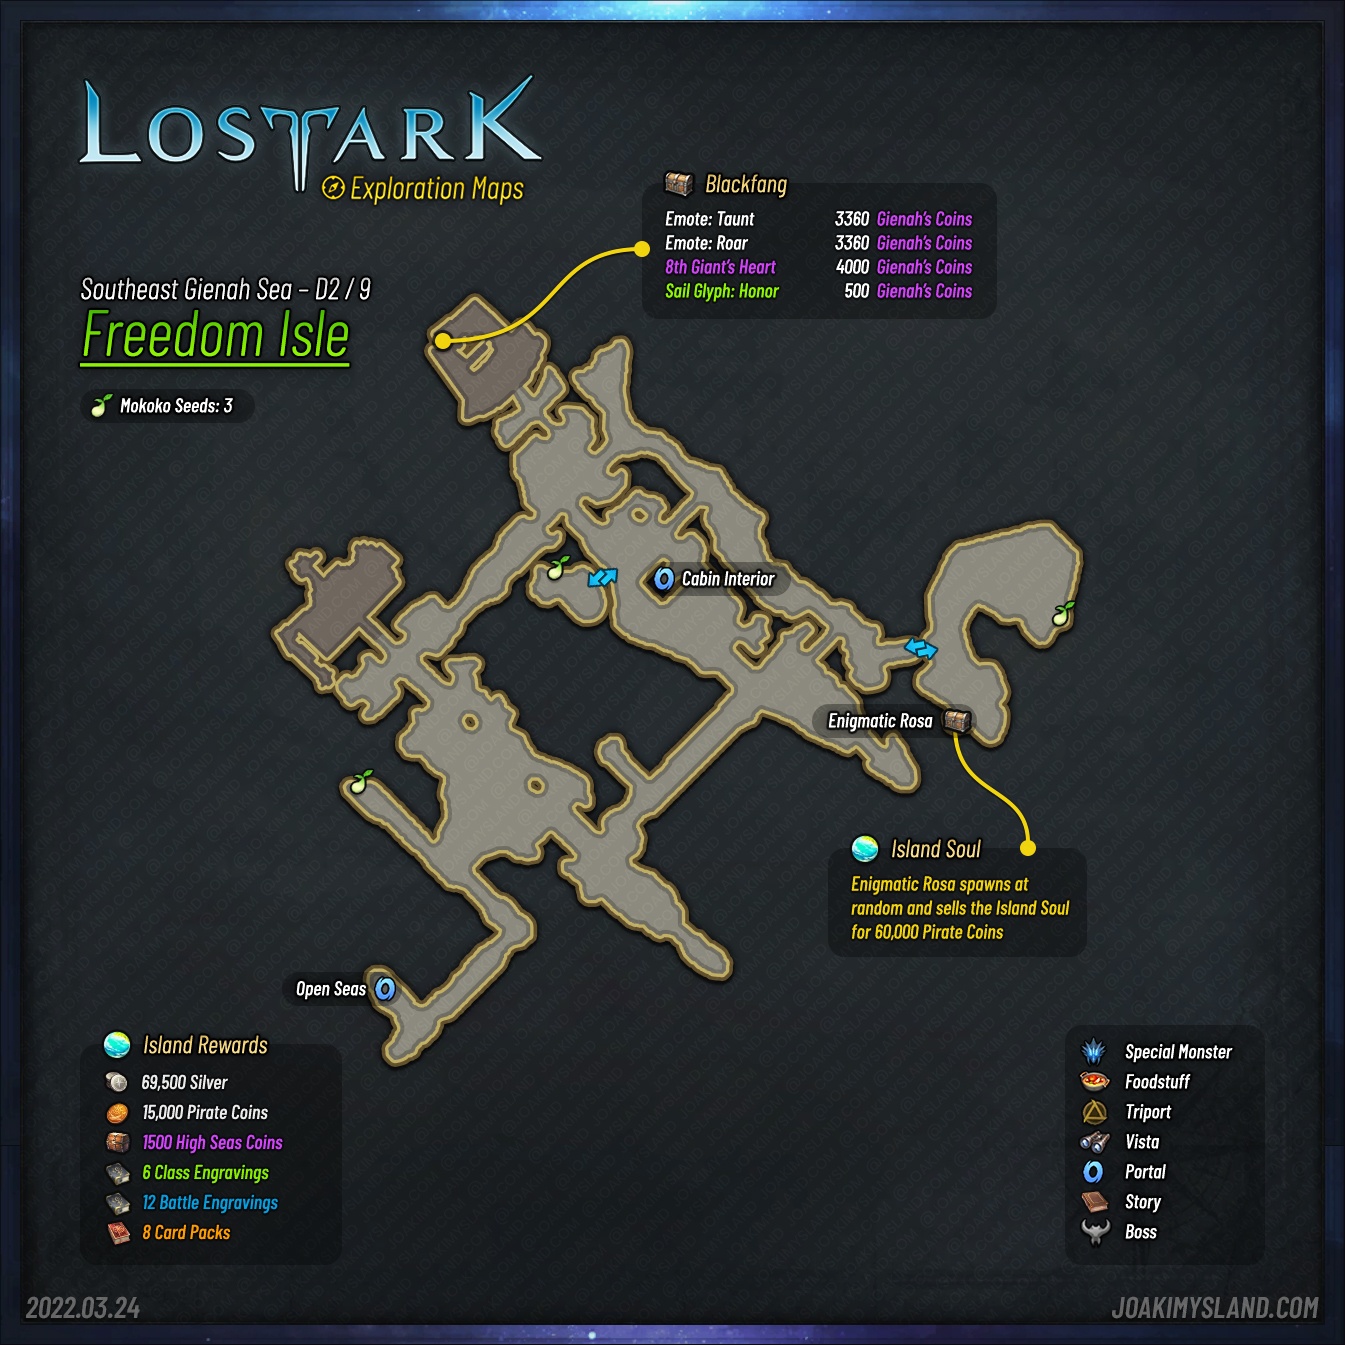 LOST ARK
Exploration Maps
Southeast Gienah Sea – D2 / 9
Freedom Isle
Mokoko Seeds: 3
Blackfang
Emote: Taunt 3360 Gienah's Coins
Emote: Roar 3360 Gienah's Coins
8th Giant's Heart 4000 Gienah's Coins
Sail Glyph: Honor 500 Gienah's Coins
Cabin Interior
Enigmatic Rosa
Island Soul
Enigmatic Rosa spawns at
random and sells the Island Soul
for 60,000 Pirate Coins
Open Seas
Island Rewards
69,500 Silver
15,000 Pirate Coins
1500 High Seas Coins
6 Class Engravings
12 Battle Engravings
8 Card Packs
Special Monster
Foodstuff
Triport
Vista
Portal
Story
Boss
2022.03.24
JOAKIMYSLAND.COM